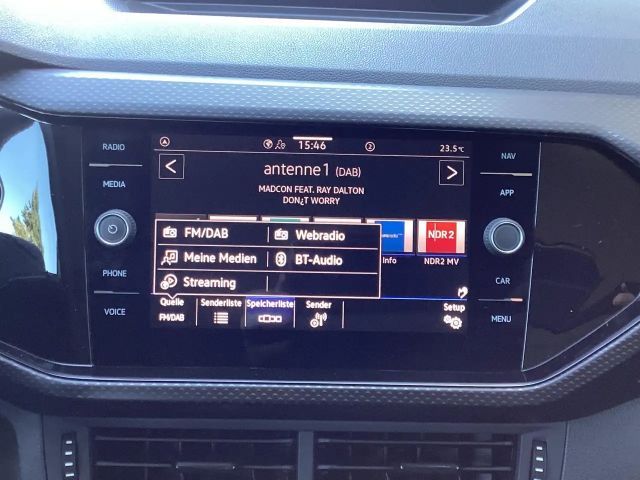 RADIO
MEDIA
PHONE
VOICE
15:46
2
23.5°C
antenne1 (DAB)
MADCON FEAT. RAY DALTON
DON¿T WORRY
FM/DAB
Webradio
Meine Medien
BT-Audio
Streaming
Info
NDR 2
NDR2 MV
Quelle
FM/DAB
Senderliste
Speicherliste
Sender
Setup
NAV
APP
CAR
MENU